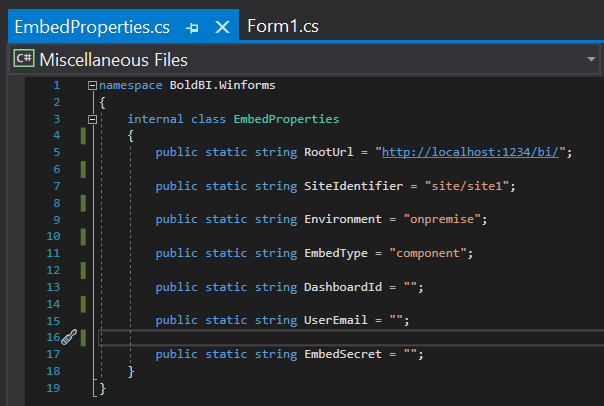 EmbedProperties.cs
Form1.cs
C# Miscellaneous Files
1 namespace BoldBI.Winforms
2 {
3 internal class EmbedProperties
4 {
5 public static string RootUrl = "http://localhost:1234/bi/";
6
7 public static string SiteIdentifier = "site/site1";
8
9 public static string Environment = "onpremise";
10
11 public static string EmbedType = "component";
12
13 public static string DashboardId = "";
14
15 public static string UserEmail = "";
16
17 public static string EmbedSecret = "";
18 }
19 }